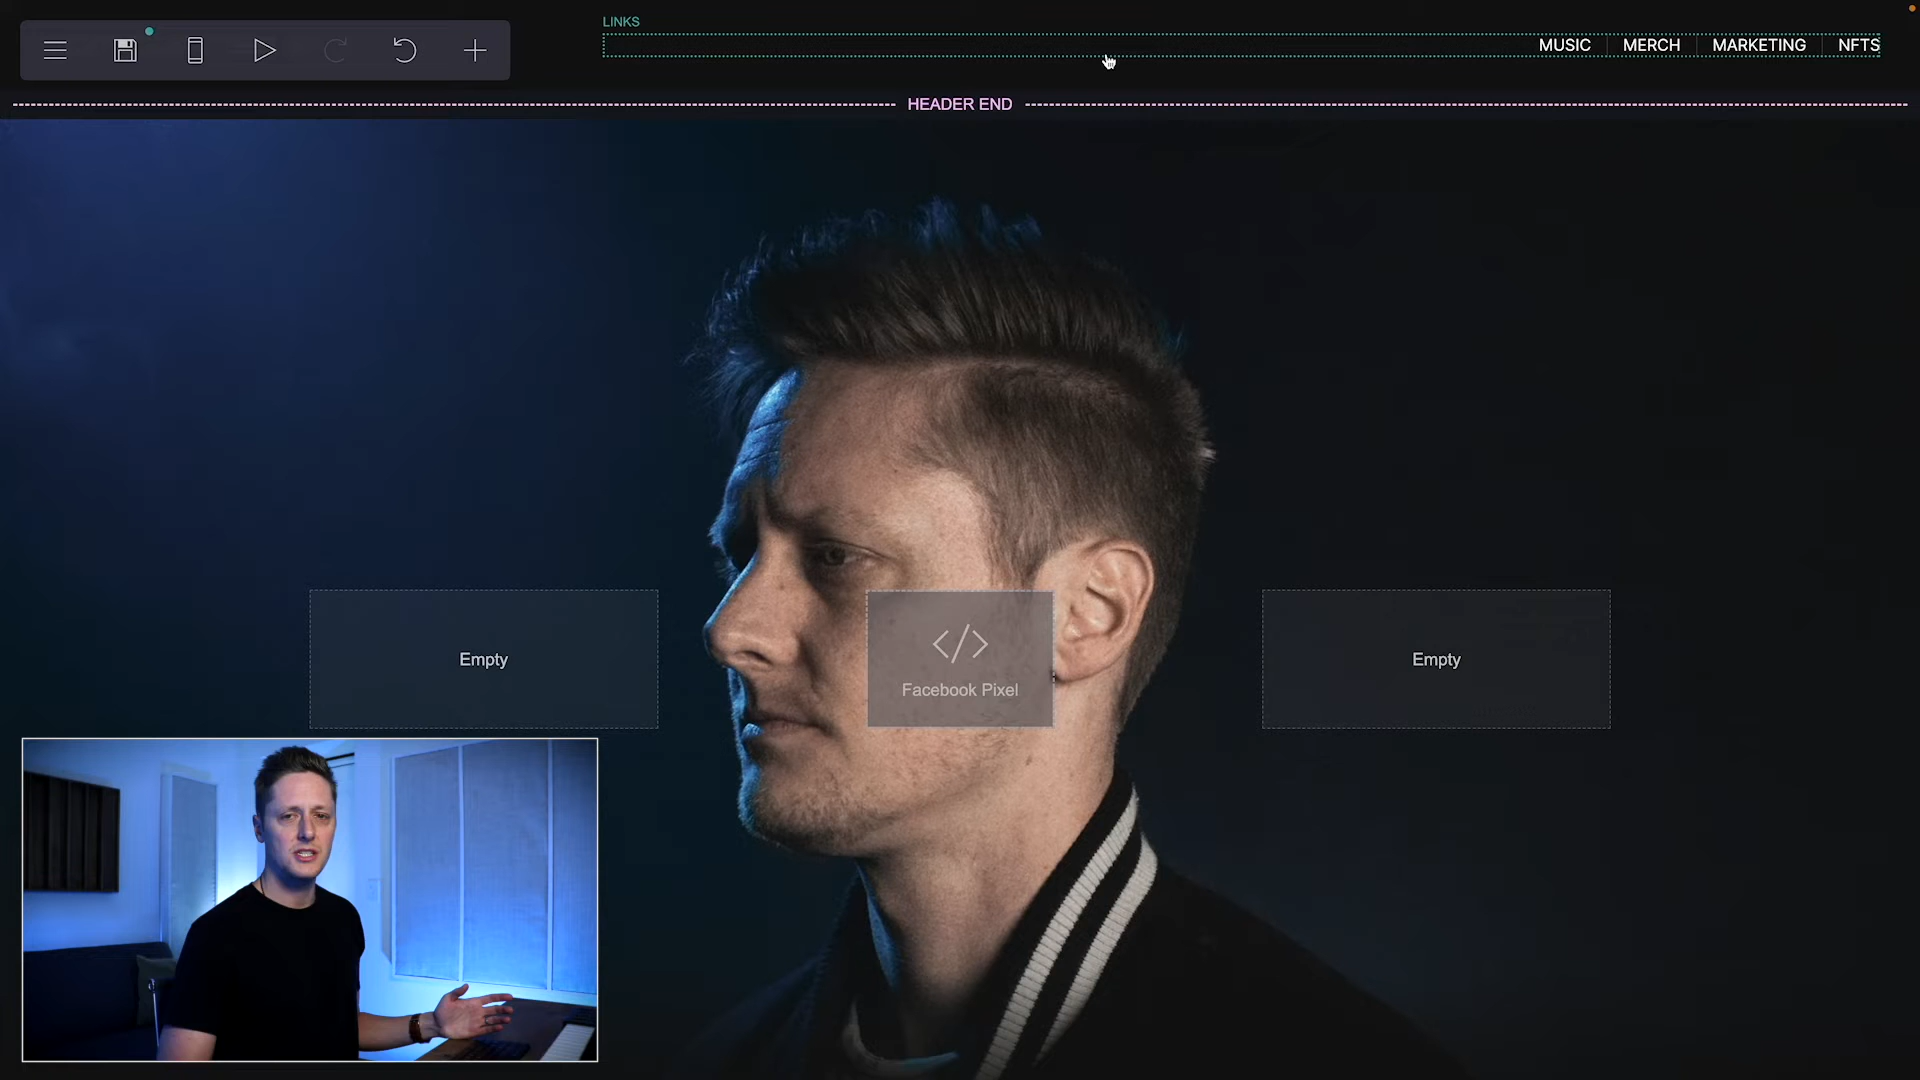 LINKS
MUSIC MERCH MARKETING NFTS
HEADER END
Empty
</>
Facebook Pixel
Empty